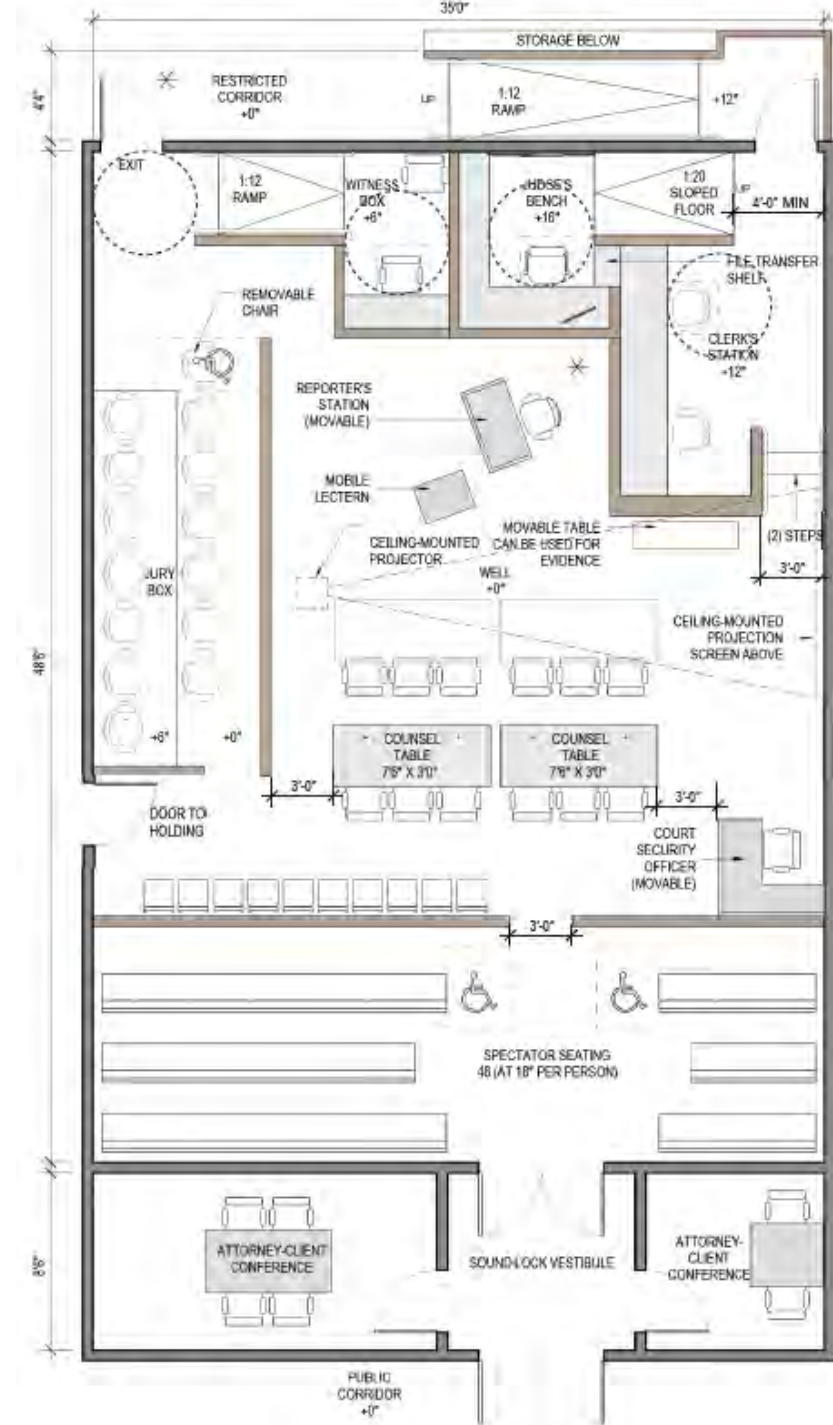 35'0"
STORAGE BELOW
4'4"
RESTRICTED
CORRIDOR
+0"
UP
1:12
RAMP
+12"
EXIT
1:12
RAMP
WITNESS
BOX
+6"
JUDGE'S
BENCH
+16"
1:20
SLOPED
FLOOR
UP
4'-0" MIN
FILE TRANSFER
SHELF
REMOVABLE
CHAIR
CLERK'S
STATION
+12"
REPORTER'S
STATION
(MOVABLE)
MOBILE
LECTERN
CEILING-MOUNTED
PROJECTOR
MOVABLE TABLE
CAN BE USED FOR
EVIDENCE
(2) STEPS
WELL
+0"
3'-0"
JURY
BOX
CEILING-MOUNTED
PROJECTION
SCREEN ABOVE
48'6"
+6"
+0"
COUNSEL
TABLE
7'6" X 3'0"
COUNSEL
TABLE
7'6" X 3'0"
3'-0"
3'-0"
DOOR TO
HOLDING
COURT
SECURITY
OFFICER
(MOVABLE)
3'-0"
SPECTATOR SEATING
48 (AT 18" PER PERSON)
8'6"
ATTORNEY-CLIENT
CONFERENCE
SOUND-LOCK VESTIBULE
ATTORNEY-
CLIENT
CONFERENCE
PUBLIC
CORRIDOR
+0"